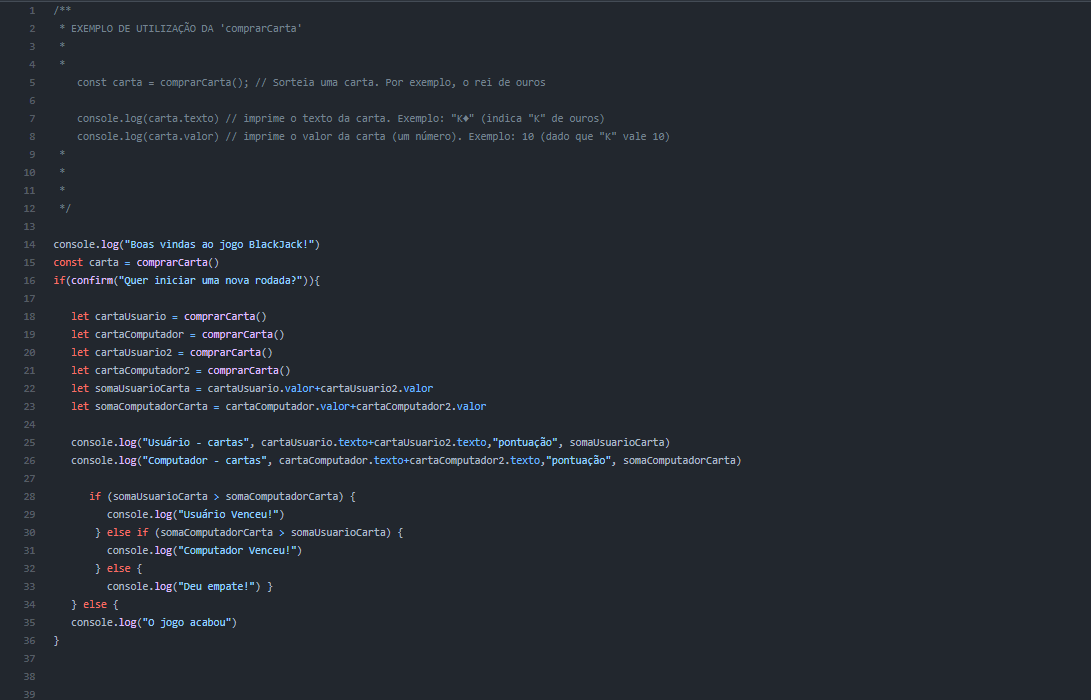 1 /**
2 * EXEMPLO DE UTILIZAÇÃO DA 'comprarCarta'
3 *
4 *
5 const carta = comprarCarta(); // Sorteia uma carta. Por exemplo, o rei de ouros
6
7 console.log(carta.texto) // imprime o texto da carta. Exemplo: "K♦" (indica "K" de ouros)
8 console.log(carta.valor) // imprime o valor da carta (um número). Exemplo: 10 (dado que "K" vale 10)
9 *
10 *
11 *
12 */
13
14 console.log("Boas vindas ao jogo BlackJack!")
15 const carta = comprarCarta()
16 if(confirm("Quer iniciar uma nova rodada?")){
17
18 let cartaUsuario = comprarCarta()
19 let cartaComputador = comprarCarta()
20 let cartaUsuario2 = comprarCarta()
21 let cartaComputador2 = comprarCarta()
22 let somaUsuarioCarta = cartaUsuario.valor+cartaUsuario2.valor
23 let somaComputadorCarta = cartaComputador.valor+cartaComputador2.valor
24
25 console.log("Usuário - cartas", cartaUsuario.texto+cartaUsuario2.texto,"pontuação", somaUsuarioCarta)
26 console.log("Computador - cartas", cartaComputador.texto+cartaComputador2.texto,"pontuação", somaComputadorCarta)
27
28 if (somaUsuarioCarta > somaComputadorCarta) {
29 console.log("Usuário Venceu!")
30 } else if (somaComputadorCarta > somaUsuarioCarta) {
31 console.log("Computador Venceu!")
32 } else {
33 console.log("Deu empate!") }
34 } else {
35 console.log("O jogo acabou")
36 }
37
38
39